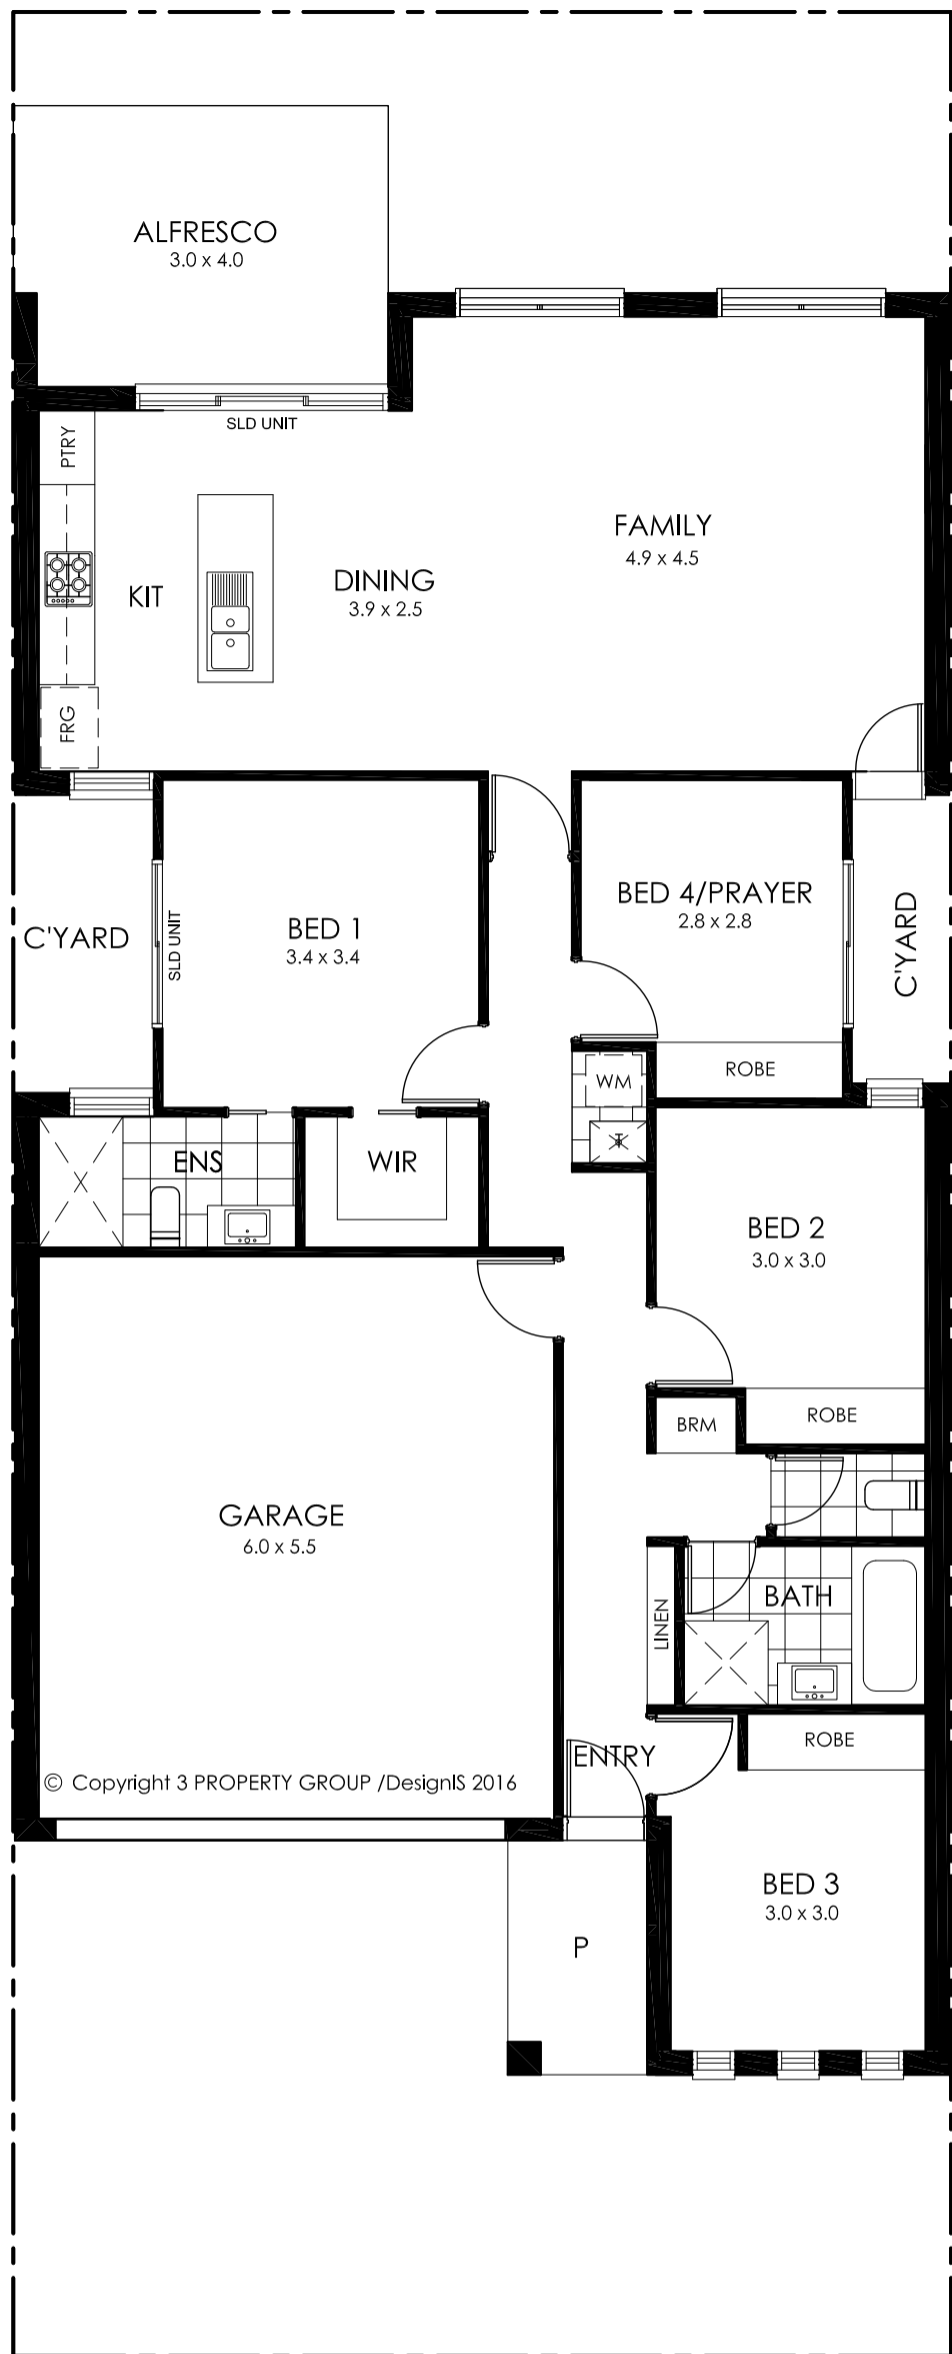 ALFRESCO
3.0 x 4.0
SLD UNIT
PTRY
FAMILY
4.9 x 4.5
KIT
DINING
3.9 x 2.5
FRG
C'YARD
SLD UNIT
BED 1
3.4 x 3.4
BED 4/PRAYER
2.8 x 2.8
C'YARD
ROBE
WM
ENS
WIR
BED 2
3.0 x 3.0
ROBE
BRM
GARAGE
6.0 x 5.5
LINEN
BATH
ENTRY
ROBE
© Copyright 3 PROPERTY GROUP /DesignIS 2016
BED 3
3.0 x 3.0
P